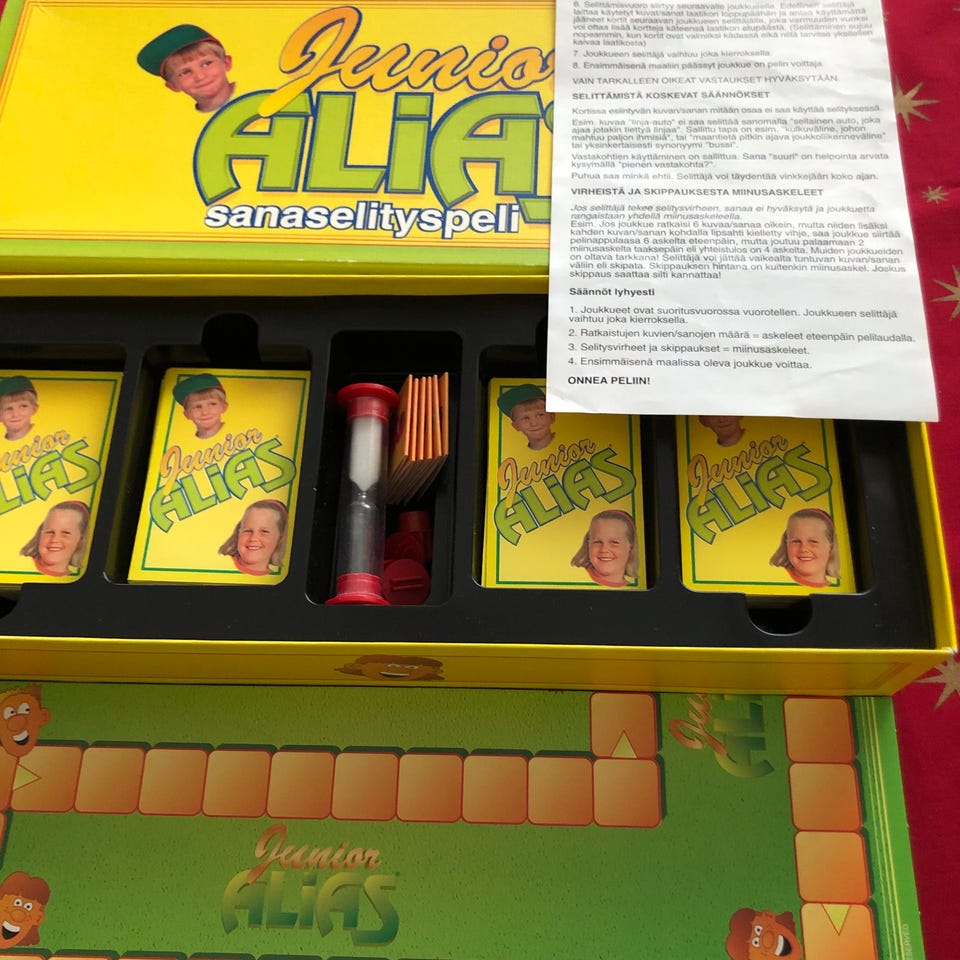 Junio
ALiAS
sanaselityspeli
6. Selittämisvuoro siirtyy seuraavalle joukkueelle. Edellinen selittäjä
laittaa käytetyt kuvat/sanat laatikon loppupäähän ja antaa käyttämättä
jääneet kortit seuraavan joukkueen selittäjälle, joka varmuuden vuoksi
voi ottaa lisää kortteja käteensä laatikon etupäästä. (Selittäminen sujuu
nopeammin, kun kortit ovat valmiiksi kädessä eikä niitä tarvitse yksitellen
kaivaa laatikosta)
7. Joukkueen selittäjä vaihtuu joka kierroksella.
8. Ensimmäisenä maaliin päässyt joukkue on pelin voittaja.
VAIN TARKALLEEN OIKEAT VASTAUKSET HYVÄKSYTÄÄN.
SELITTÄMISTÄ KOSKEVAT SÄÄNNÖKSET
Kortissa esiintyvän kuvan/sanan mitään osaa ei saa käyttää selityksessä.
Esim. kuvaa "linja-auto" ei saa selittää sanomalla "sellainen auto, joka
ajaa jotakin tiettyä linjaa". Sallittu tapa on esim. "kulkuväline, johon
mahtuu paljon ihmisiä", tai "maantietä pitkin ajava joukkoliikenneväline"
tai yksinkertaisesti synonyymi "bussi".
Vastakohtien käyttäminen on sallittua. Sana "suuri" on helpointa arvata
kysymällä "pienen vastakohta?".
Puhua saa minkä ehtii. Selittäjä voi täydentää vinkkejään koko ajan.
VIRHEISTÄ JA SKIPPAUKSESTA MIINUSASKELEET
Jos selittäjä tekee selitysvirheen, sanaa ei hyväksytä ja joukkuetta
rangaistaan yhdellä miinusaskeleella.
Esim. Jos joukkue ratkaisi 6 kuvaa/sanaa oikein, mutta niiden lisäksi
kahden kuvan/sanan kohdalla lipsahti kielletty vihje, saa joukkue siirtää
pelinappulaasa 6 askelta eteenpäin, mutta joutuu palaamaan 2
miinusaskelta taaksepäin eli yhteistulos on 4 askelta. Muiden joukkueiden
on oltava tarkkana! Selittäjä voi jättää vaikealta tuntuvan kuvan/sanan
väliin eli skipata. Skippauksen hintana on kuitenkin miinusaskel. Joskus
skippaus saattaa silti kannattaa!
Säännöt lyhyesti
1. Joukkueet ovat suoritusvuorossa vuorotellen. Joukkueen selittäjä
vaihtuu joka kierroksella.
2. Ratkaistujen kuvien/sanojen määrä = askeleet eteenpäin pelilaudalla.
3. Selitysvirheet ja skippaukset = miinusaskeleet.
4. Ensimmäisenä maalissa oleva joukkue voittaa.
ONNEA PELIIN!
Junior
ALiAS
Junior
ALiAS
Junior
ALiAS
Junior
ALiAS
Junior
ALiAS